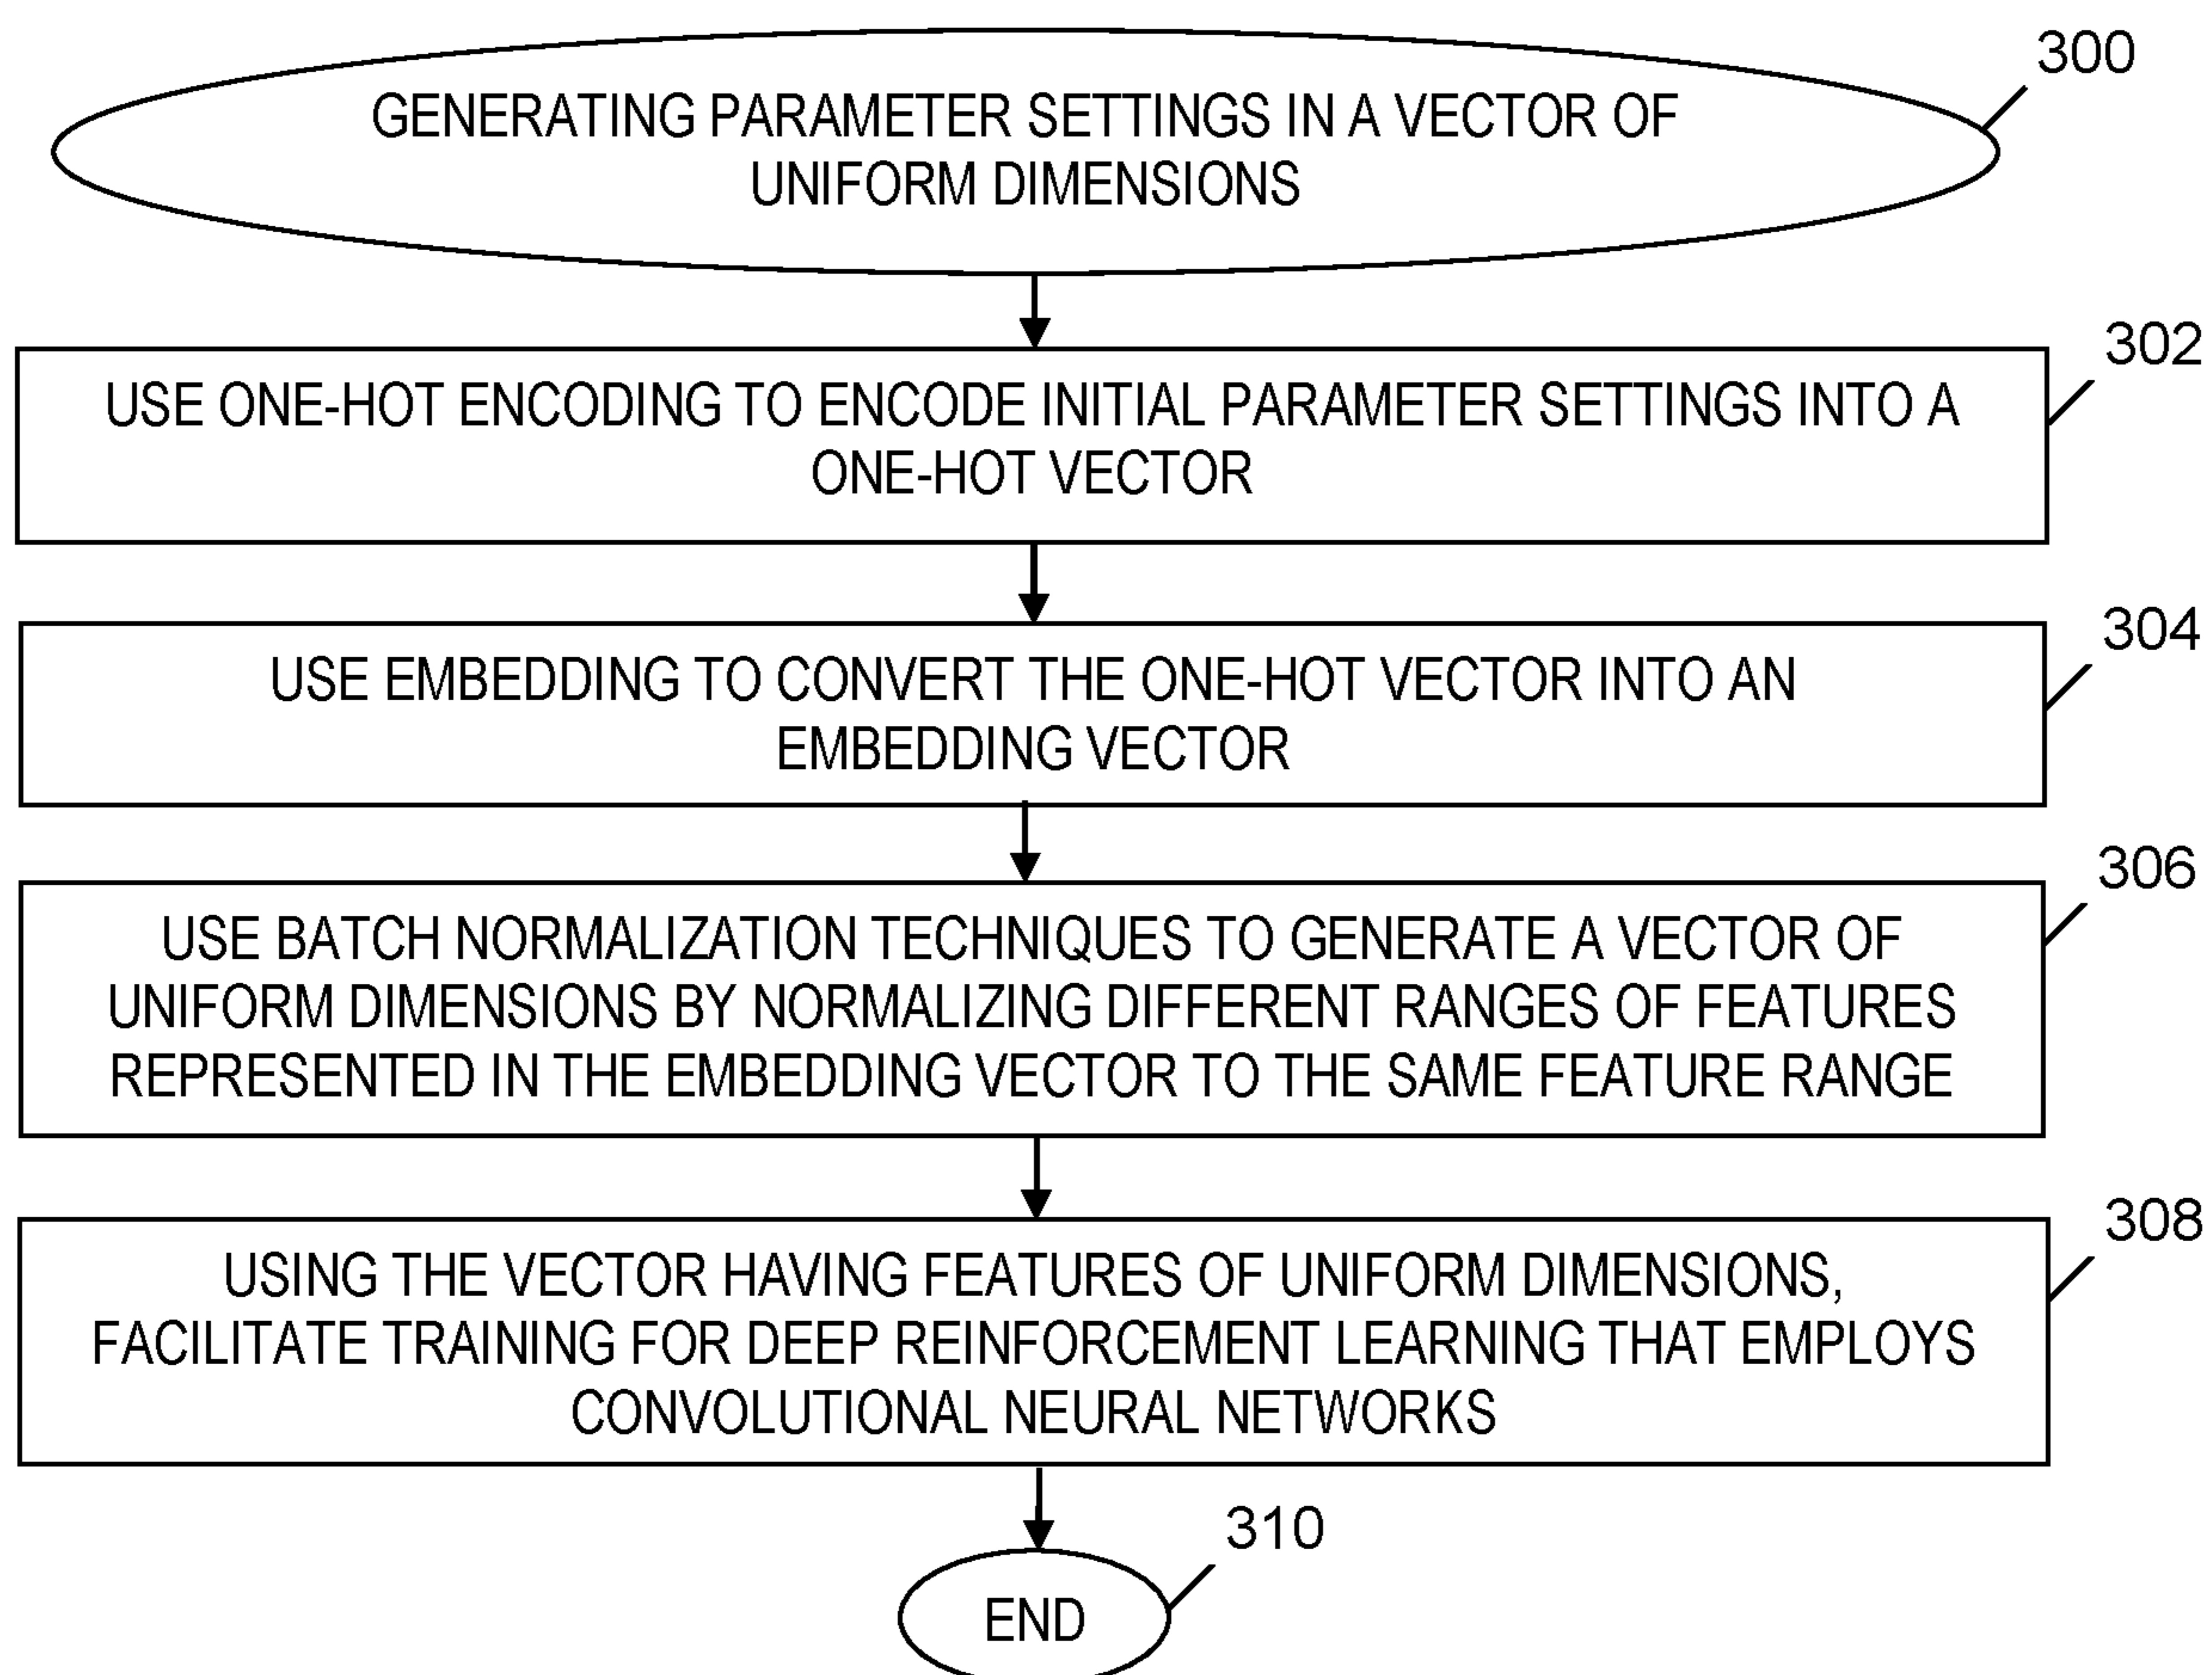 300
GENERATING PARAMETER SETTINGS IN A VECTOR OF
UNIFORM DIMENSIONS
302
USE ONE-HOT ENCODING TO ENCODE INITIAL PARAMETER SETTINGS INTO A
ONE-HOT VECTOR
304
USE EMBEDDING TO CONVERT THE ONE-HOT VECTOR INTO AN
EMBEDDING VECTOR
306
USE BATCH NORMALIZATION TECHNIQUES TO GENERATE A VECTOR OF
UNIFORM DIMENSIONS BY NORMALIZING DIFFERENT RANGES OF FEATURES
REPRESENTED IN THE EMBEDDING VECTOR TO THE SAME FEATURE RANGE
308
USING THE VECTOR HAVING FEATURES OF UNIFORM DIMENSIONS,
FACILITATE TRAINING FOR DEEP REINFORCEMENT LEARNING THAT EMPLOYS
CONVOLUTIONAL NEURAL NETWORKS
310
END